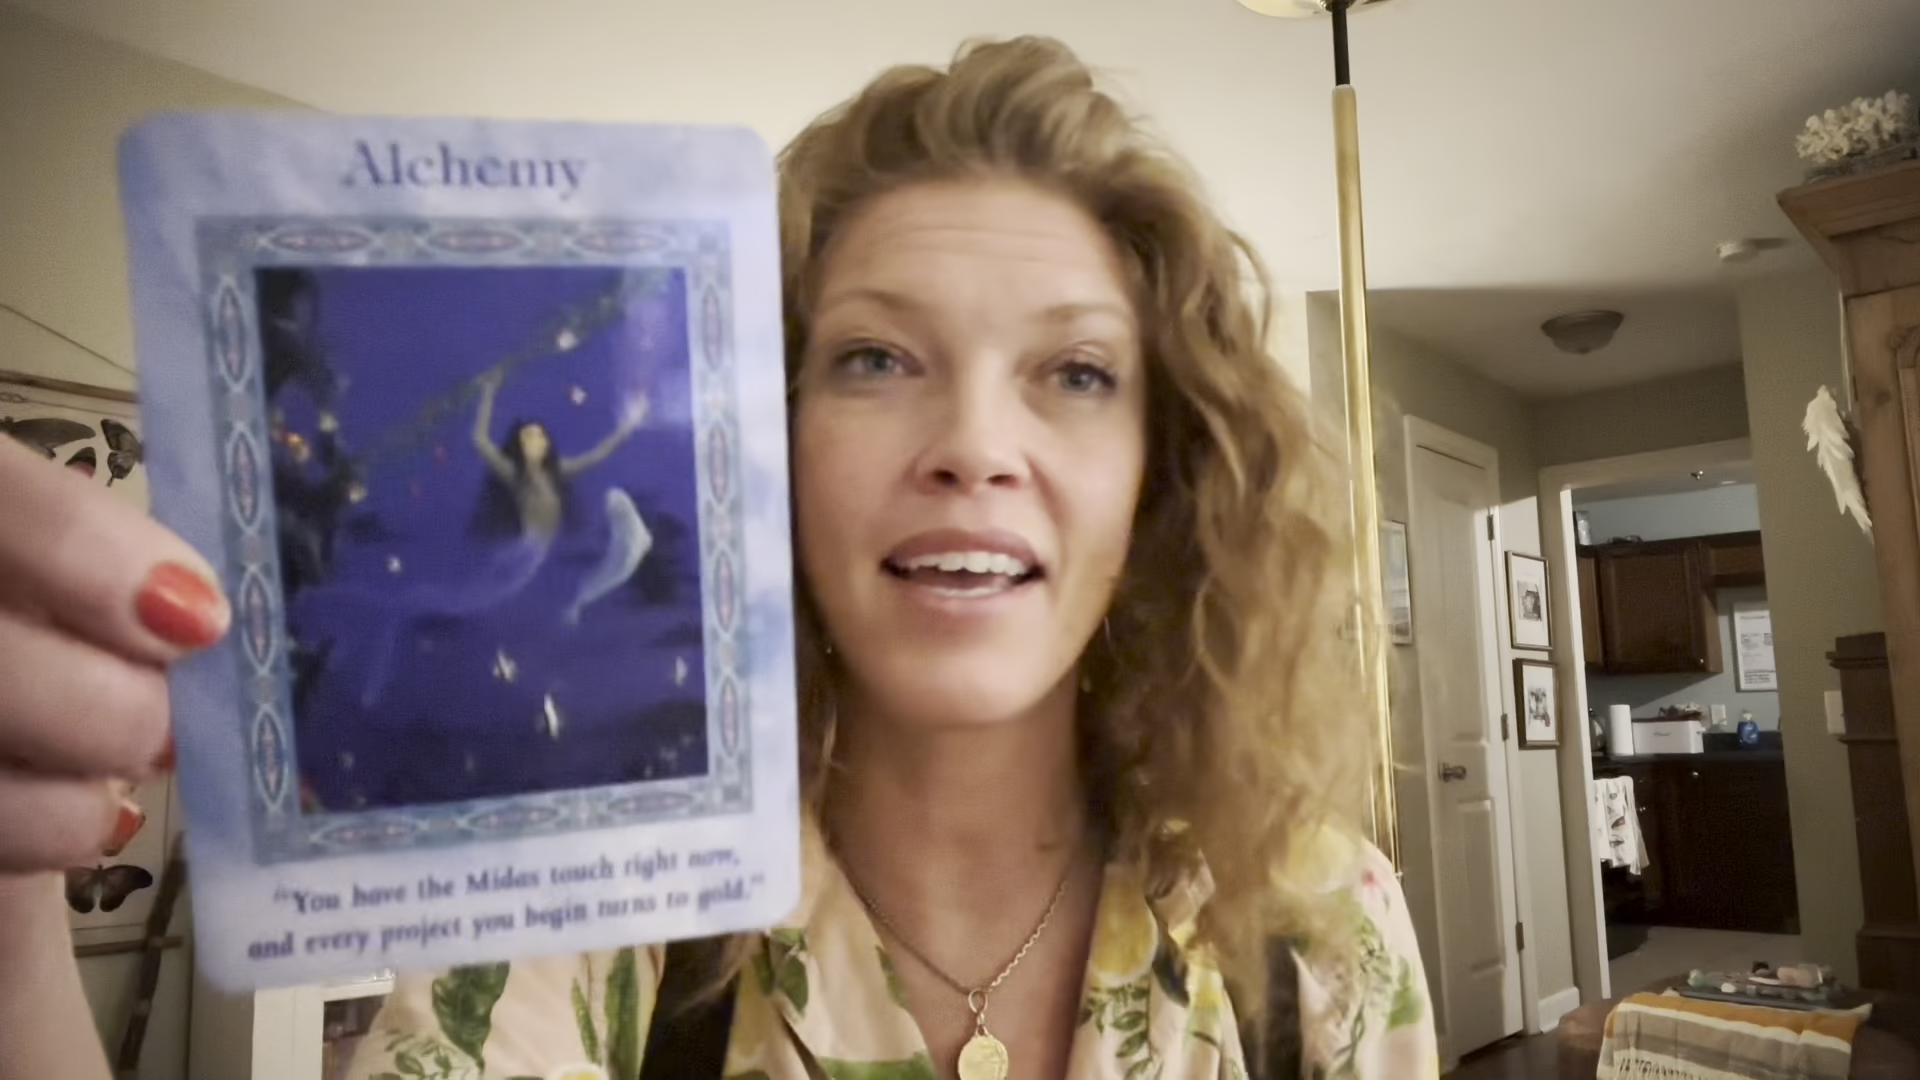 Alchemy
"You have the Midas touch right now,
and every project you begin turns to gold."